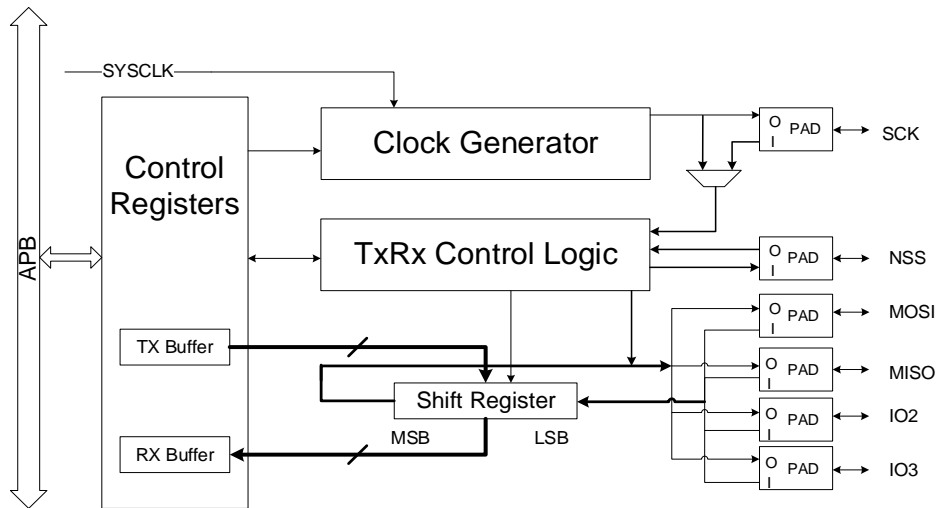 SYSCLK
Clock Generator
O
I
PAD
SCK
Control
Registers
TxRx Control Logic
O
I
PAD
NSS
APB
O
I
PAD
MOSI
TX Buffer
O
I
PAD
MISO
Shift Register
MSB
LSB
O
I
PAD
IO2
RX Buffer
O
I
PAD
IO3